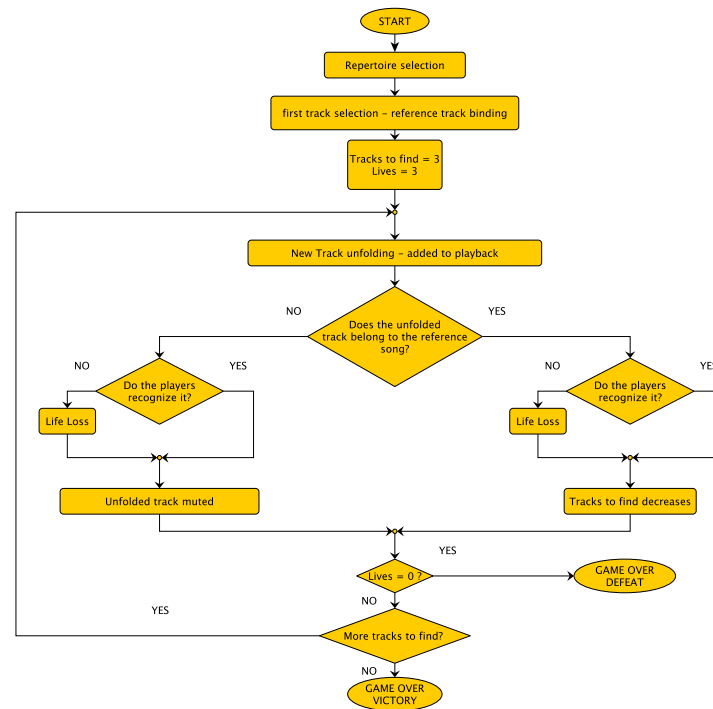 START
Repertoire selection
first track selection – reference track binding
Tracks to find = 3
Lives = 3
New Track unfolding – added to playback
NO
YES
Does the unfolded
track belong to the reference
song?
NO
YES
NO
Do the players
recognize it?
Do the players
recognize it?
Life Loss
Life Loss
Unfolded track muted
Tracks to find decreases
YES
Lives = 0 ?
GAME OVER
DEFEAT
NO
YES
More tracks to find?
NO
GAME OVER
VICTORY